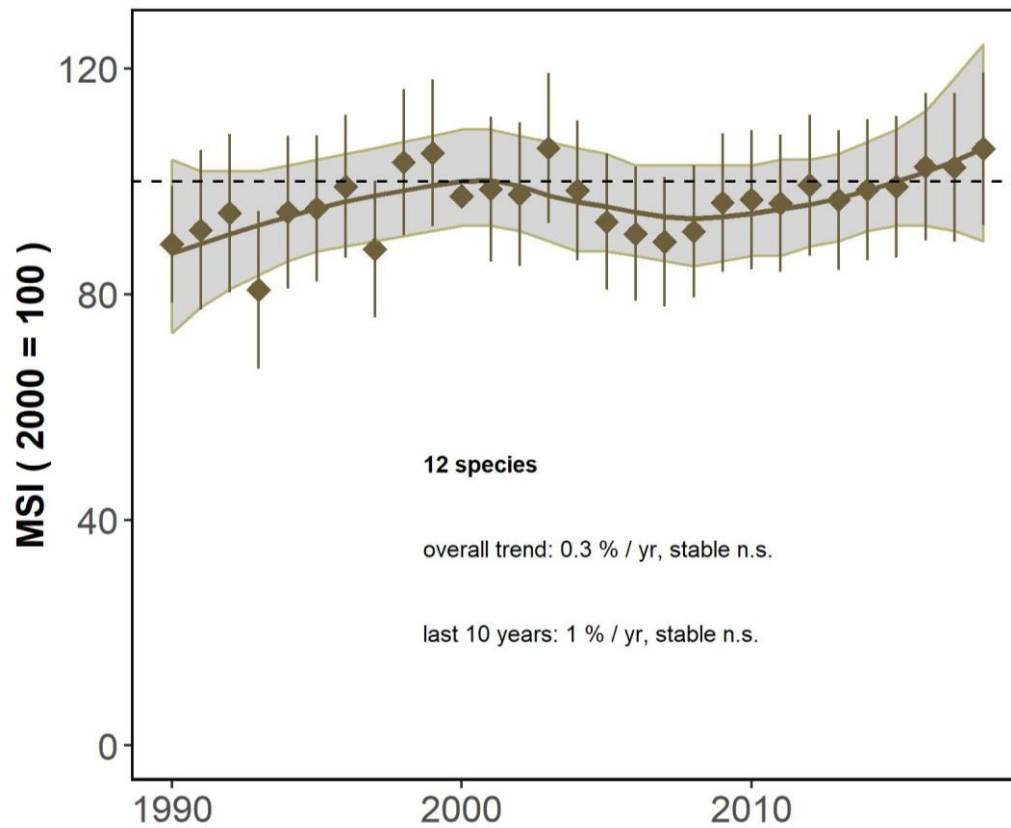 MSI ( 2000 = 100 )
120
80
40
0
12 species
overall trend: 0.3 % / yr, stable n.s.
last 10 years: 1 % / yr, stable n.s.
1990
2000
2010